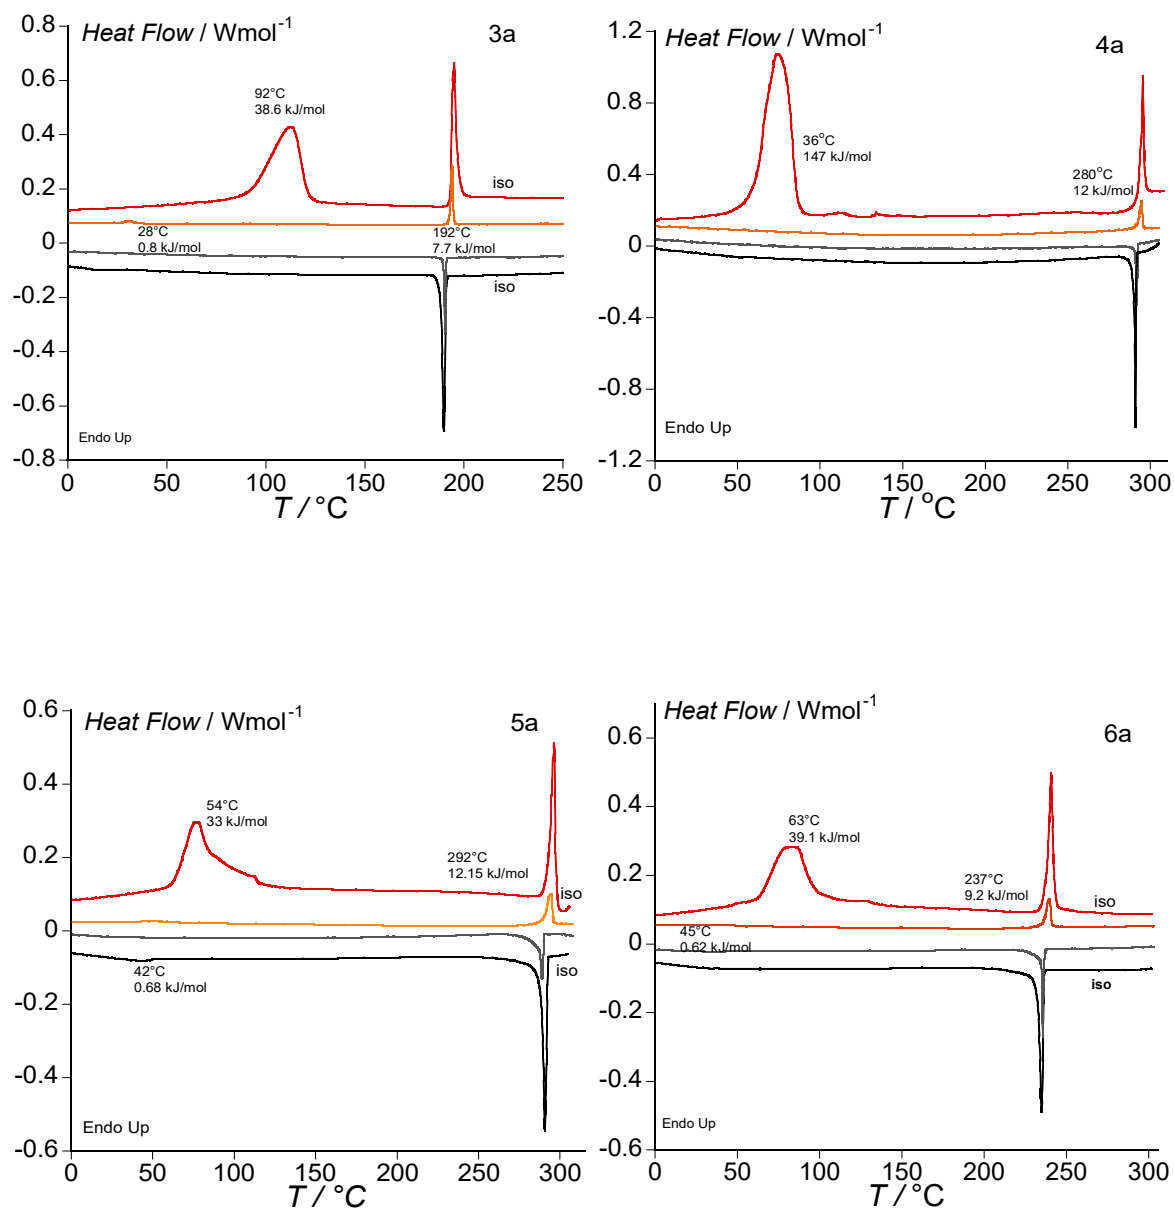 Heat Flow / Wmol-1
3a
0.8
0.6
0.4
0.2
0
-0.2
-0.4
-0.6
-0.8
92°C
38.6 kJ/mol
iso
28°C
0.8 kJ/mol
192°C
7.7 kJ/mol
iso
Endo Up
0 50 100 150 200 250
T / °C
Heat Flow / Wmol-1
4a
1.2
0.8
0.4
0
-0.4
-0.8
-1.2
36°C
147 kJ/mol
280°C
12 kJ/mol
Endo Up
0 50 100 150 200 250 300
T / °C
Heat Flow / Wmol-1
5a
0.6
0.4
0.2
0
-0.2
-0.4
-0.6
54°C
33 kJ/mol
292°C
12.15 kJ/mol
iso
iso
42°C
0.68 kJ/mol
Endo Up
0 50 100 150 200 250 300
T / °C
Heat Flow / Wmol-1
6a
0.6
0.4
0.2
0
-0.2
-0.4
-0.6
63°C
39.1 kJ/mol
237°C
9.2 kJ/mol
iso
45°C
0.62 kJ/mol
iso
Endo Up
0 50 100 150 200 250 300
T / °C